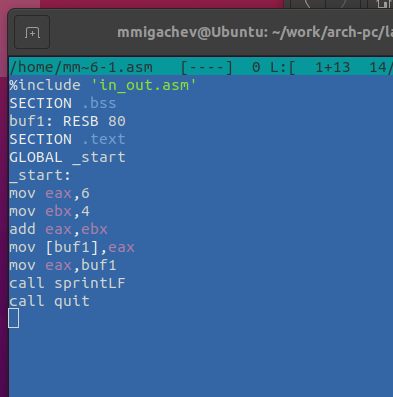 mmigachev@Ubuntu: ~/work/arch-pc/la
/home/mm~6-1.asm [----] 0 L:[ 1+13 14/
%include 'in_out.asm'
SECTION .bss
buf1: RESB 80
SECTION .text
GLOBAL _start
_start:
mov eax,6
mov ebx,4
add eax,ebx
mov [buf1],eax
mov eax,buf1
call sprintLF
call quit